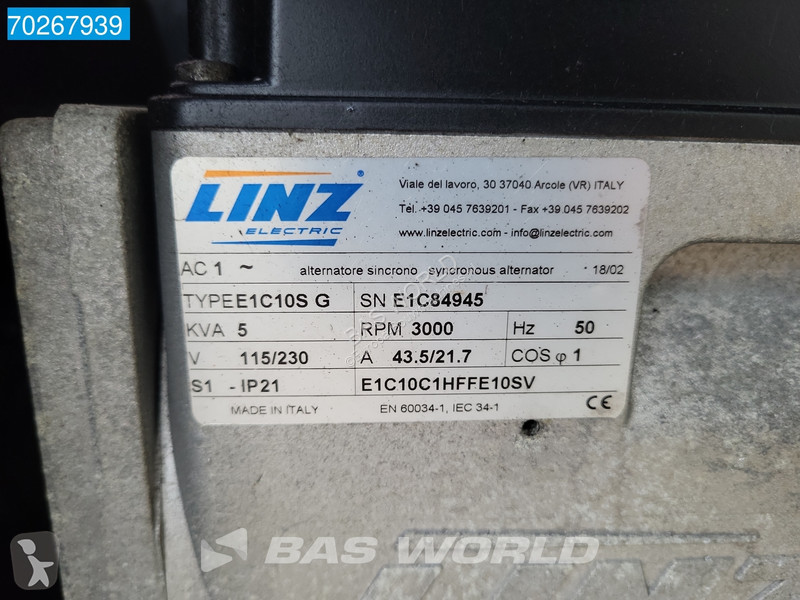 70267939
LINZ
ELECTRIC
Viale del lavoro, 30 37040 Arcole (VR) ITALY
Tel. +39 045 7639201 - Fax +39 045 7639202
www.linzelectric.com - info@linzelectric.com
AC 1 ~ alternatore sincrono syncronous alternator 18/02
TYPE E1C10S G SN E1C84945
KVA 5 RPM 3000 Hz 50
V 115/230 A 43.5/21.7 COS φ 1
S1 - IP21 E1C10C1HFFE10SV
MADE IN ITALY EN 60034-1, IEC 34-1 CE
BAS WORLD
BAS WORLD